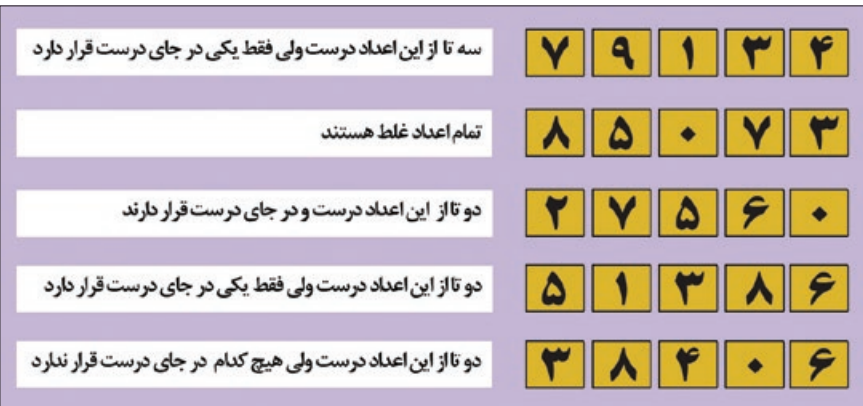 سه تا از این اعداد درست ولی فقط یکی در جای درست قرار دارد
۷ ۹ ۱ ۳ ۴
تمام اعداد غلط هستند
۸ ۵ ۰ ۷ ۳
دو تا از این اعداد درست و در جای درست قرار دارند
۲ ۷ ۵ ۶ ۰
دو تا از این اعداد درست ولی فقط یکی در جای درست قرار دارد
۵ ۱ ۳ ۸ ۶
دو تا از این اعداد درست ولی هیچ کدام در جای درست قرار ندارد
۳ ۸ ۴ ۰ ۶